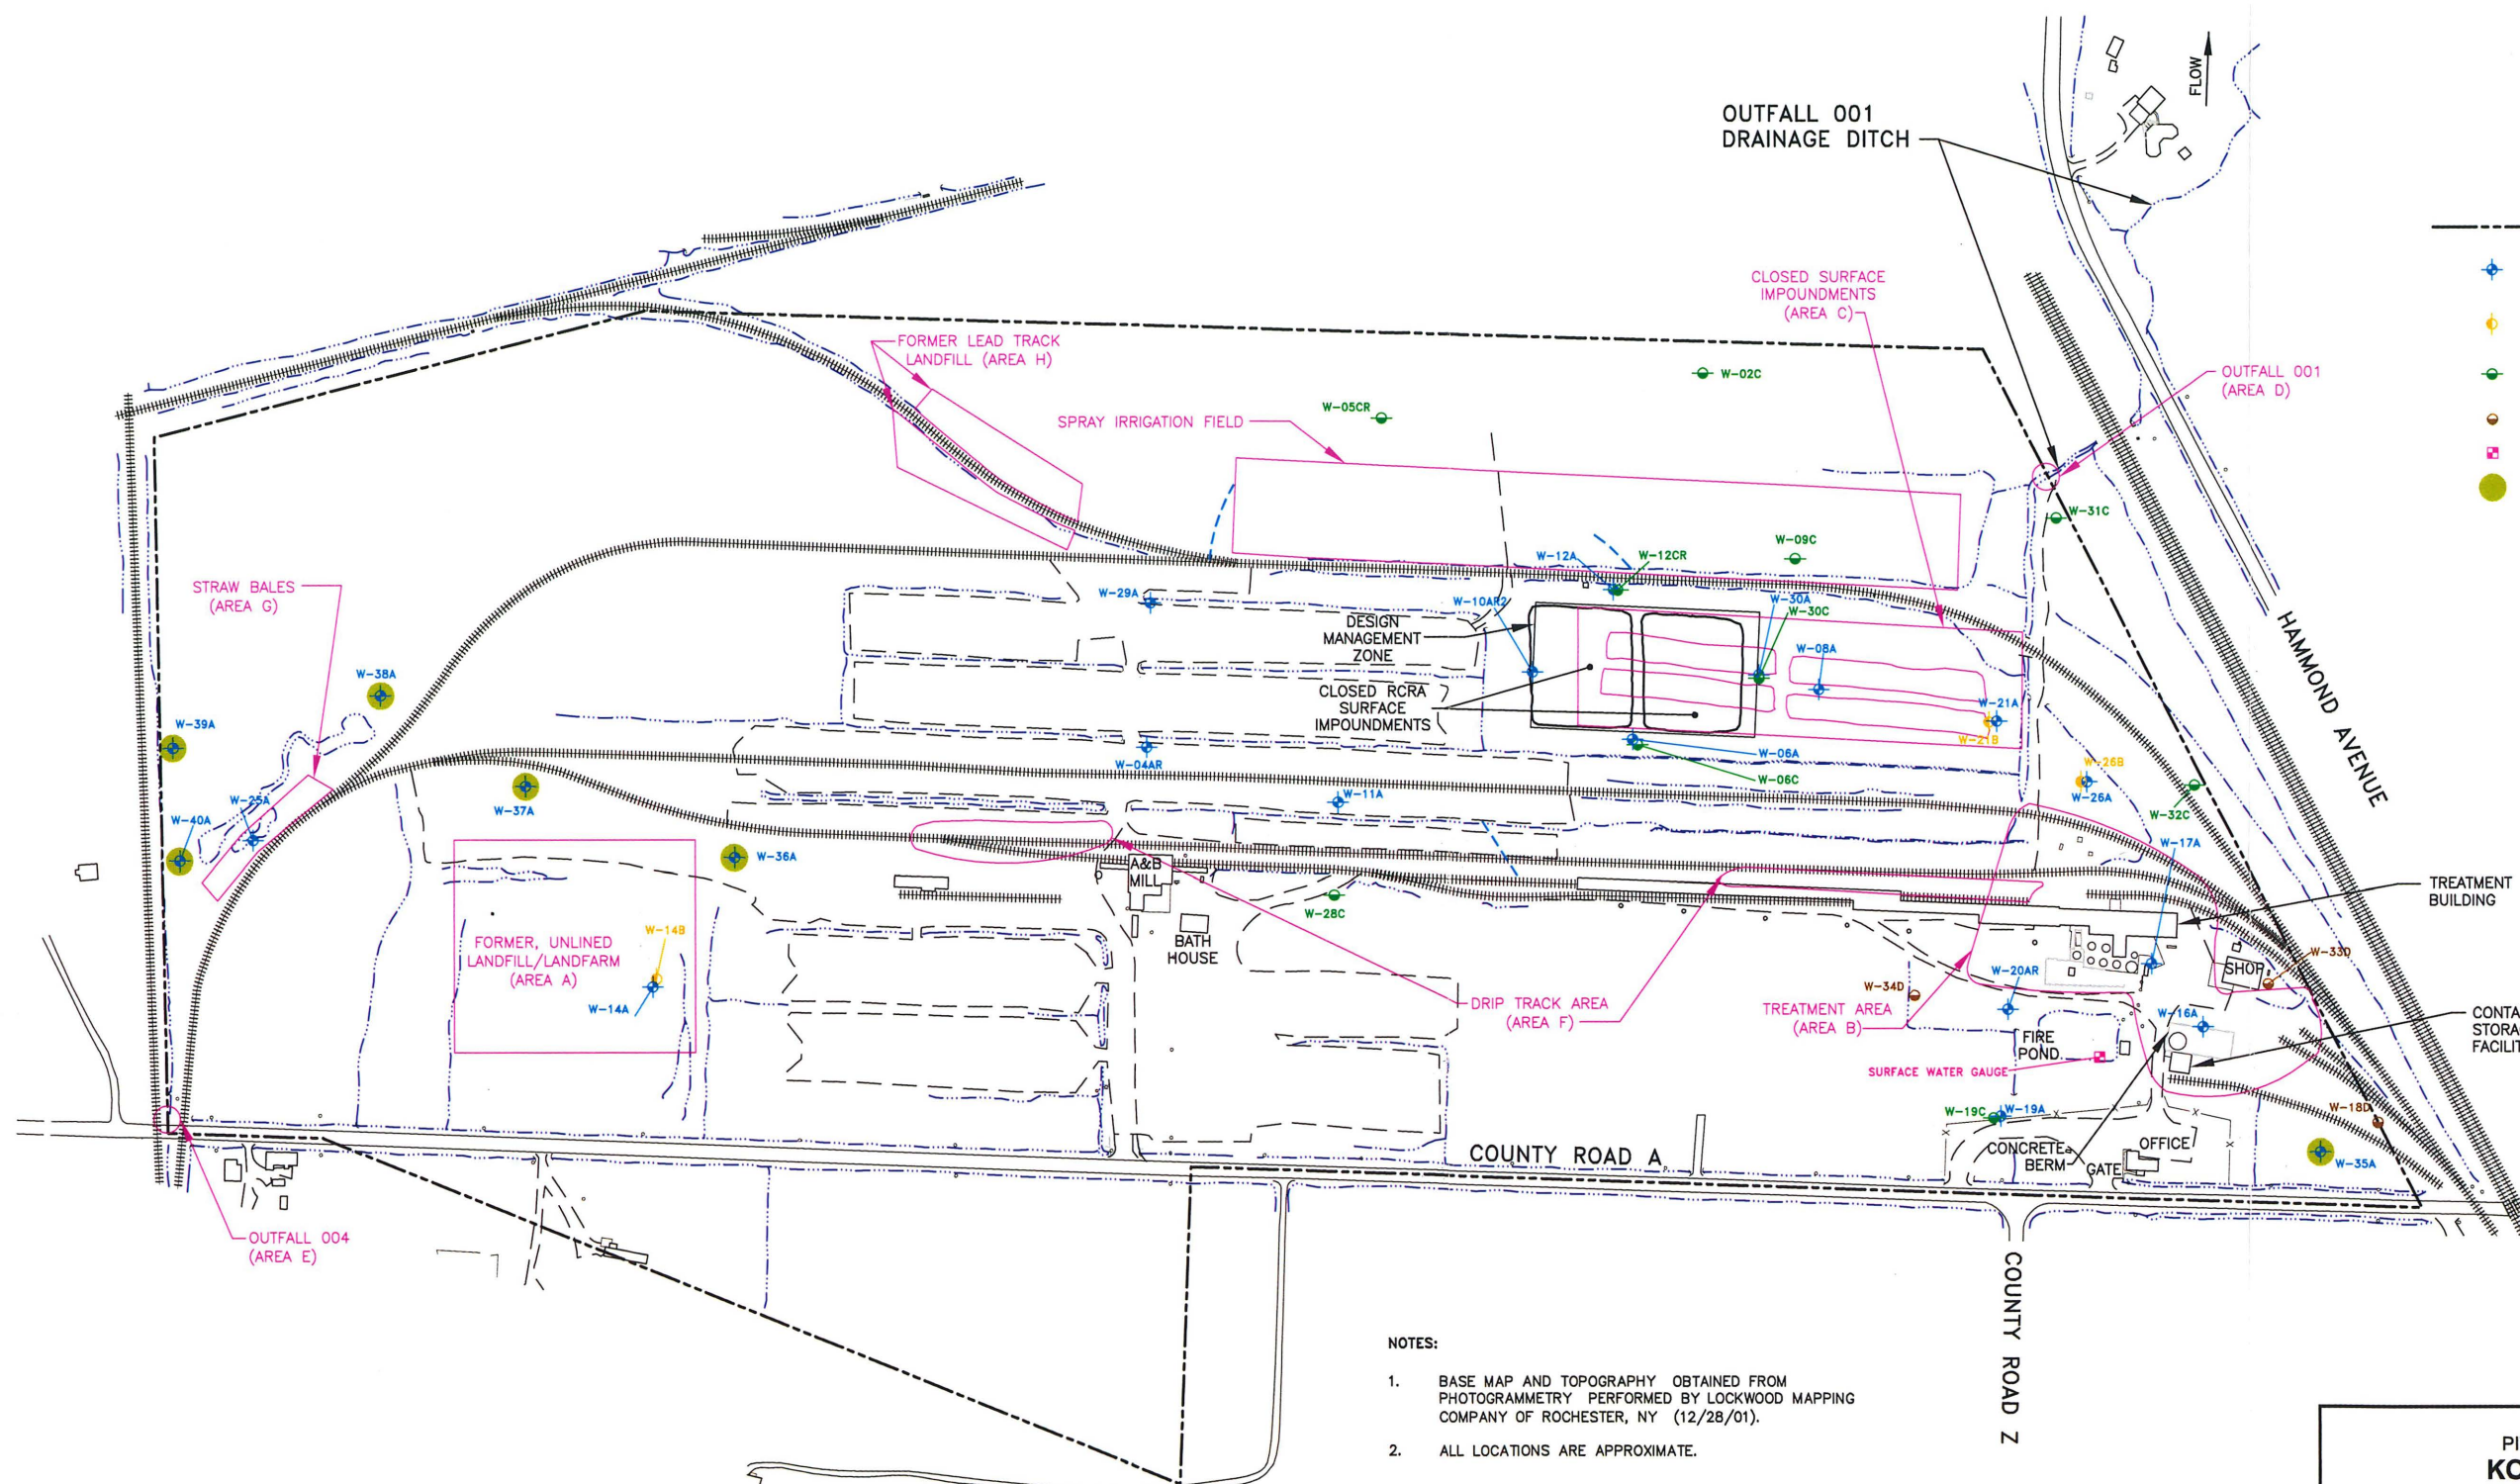 FLOW
OUTFALL 001
DRAINAGE DITCH
CLOSED SURFACE
IMPOUNDMENTS
(AREA C)
FORMER LEAD TRACK
LANDFILL (AREA H)
W-02C
OUTFALL 001
(AREA D)
W-05CR
SPRAY IRRIGATION FIELD
W-31C
W-12A
W-12CR
W-09C
STRAW BALES
(AREA G)
W-29A
W-10AR2
W-30A
W-30C
DESIGN
MANAGEMENT
ZONE
HAMMOND AVENUE
W-08A
W-38A
CLOSED RCRA
SURFACE
IMPOUNDMENTS
W-21A
W-39A
W-21B
W-06A
W-04AR
W-06C
W-26B
W-26A
W-25A
W-37A
W-11A
W-32C
W-40A
W-17A
W-36A
A&B
MILL
TREATMENT
BUILDING
W-28C
W-14B
FORMER, UNLINED
LANDFILL/LANDFARM
(AREA A)
BATH
HOUSE
W-33D
SHOP
W-20AR
W-34D
W-14A
DRIP TRACK AREA
(AREA F)
TREATMENT AREA
(AREA B)
W-16A
CONTA
STORA
FACILIT
FIRE
POND
SURFACE WATER GAUGE
W-19C
W-19A
W-18D
COUNTY ROAD A
CONCRETE
BERM
OFFICE
GATE
W-35A
OUTFALL 004
(AREA E)
COUNTY ROAD Z
NOTES:
1. BASE MAP AND TOPOGRAPHY OBTAINED FROM
PHOTOGRAMMETRY PERFORMED BY LOCKWOOD MAPPING
COMPANY OF ROCHESTER, NY (12/28/01).
2. ALL LOCATIONS ARE APPROXIMATE.
PI
KO